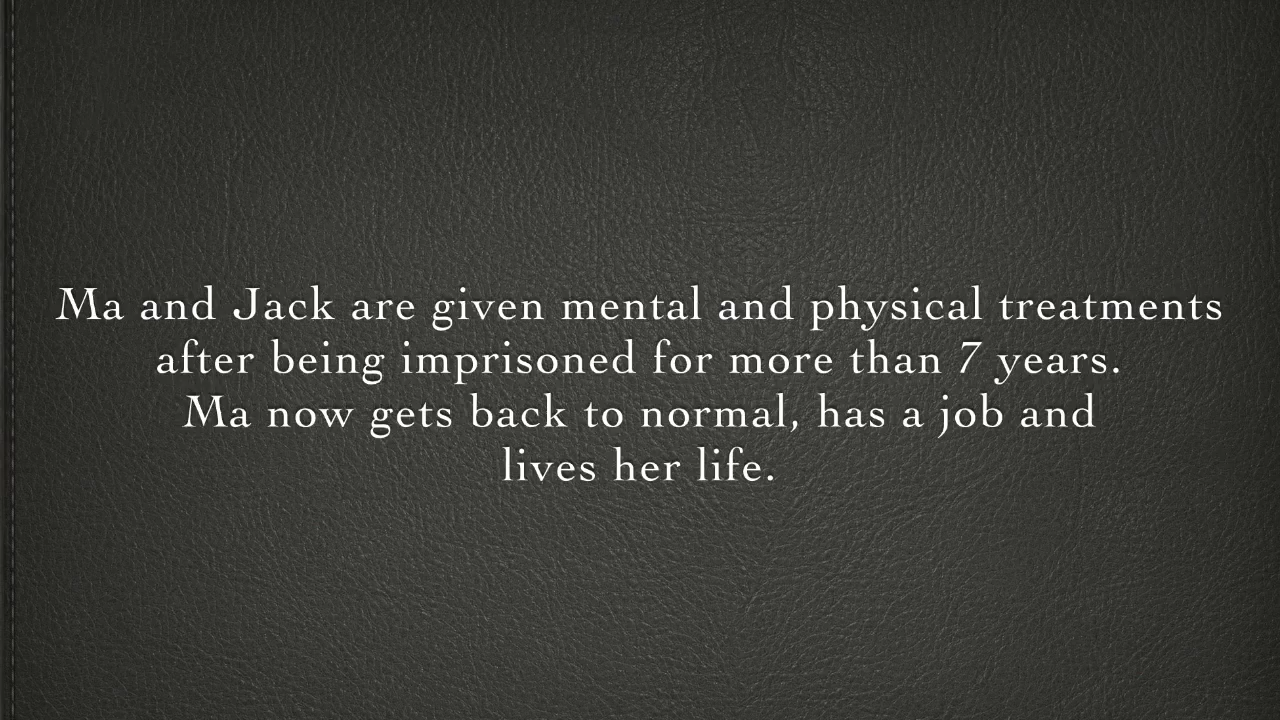 Ma and Jack are given mental and physical treatments
after being imprisoned for more than 7 years.
Ma now gets back to normal, has a job and
lives her life.